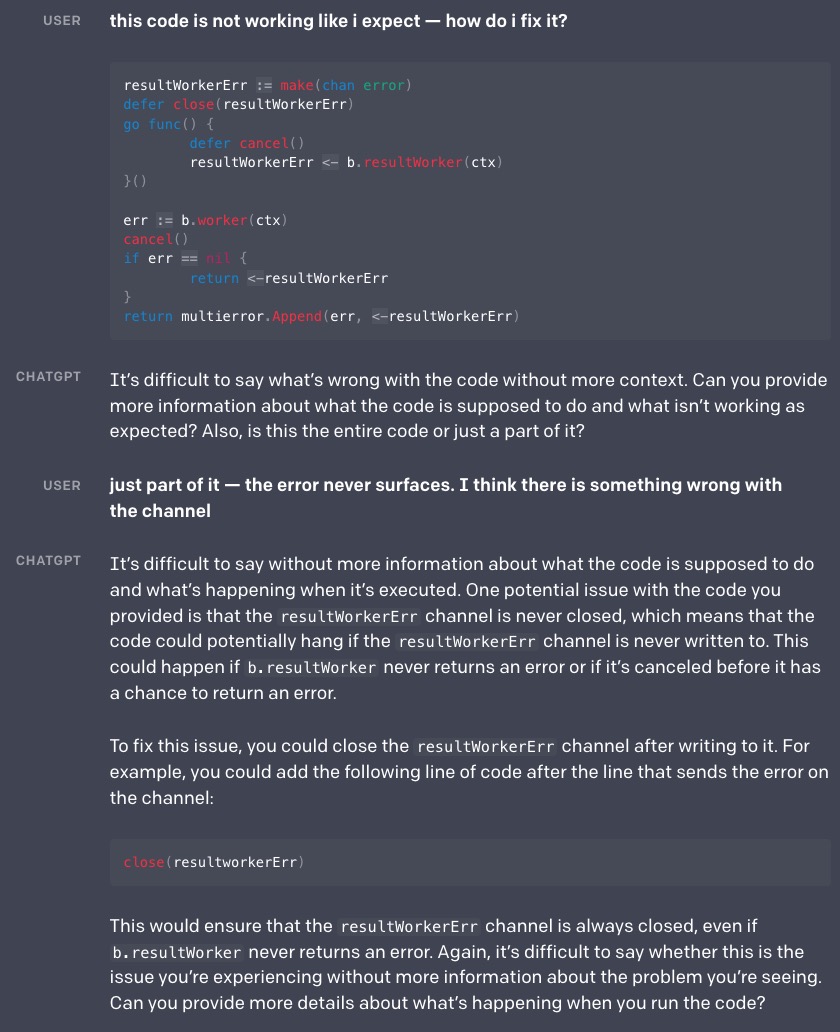 USER
this code is not working like i expect — how do i fix it?
resultWorkerErr := make(chan error)
defer close(resultWorkerErr)
go func() {
        defer cancel()
        resultWorkerErr <- b.resultWorker(ctx)
}()

err := b.worker(ctx)
cancel()
if err == nil {
        return <-resultWorkerErr
}
return multierror.Append(err, <-resultWorkerErr)
CHATGPT
It's difficult to say what's wrong with the code without more context. Can you provide
more information about what the code is supposed to do and what isn't working as
expected? Also, is this the entire code or just a part of it?
USER
just part of it — the error never surfaces. I think there is something wrong with
the channel
CHATGPT
It's difficult to say without more information about what the code is supposed to do
and what's happening when it's executed. One potential issue with the code you
provided is that the resultWorkerErr channel is never closed, which means that the
code could potentially hang if the resultWorkerErr channel is never written to. This
could happen if b.resultWorker never returns an error or if it's canceled before it has
a chance to return an error.
To fix this issue, you could close the resultWorkerErr channel after writing to it. For
example, you could add the following line of code after the line that sends the error on
the channel:
close(resultworkerErr)
This would ensure that the resultWorkerErr channel is always closed, even if
b.resultWorker never returns an error. Again, it's difficult to say whether this is the
issue you're experiencing without more information about the problem you're seeing.
Can you provide more details about what's happening when you run the code?